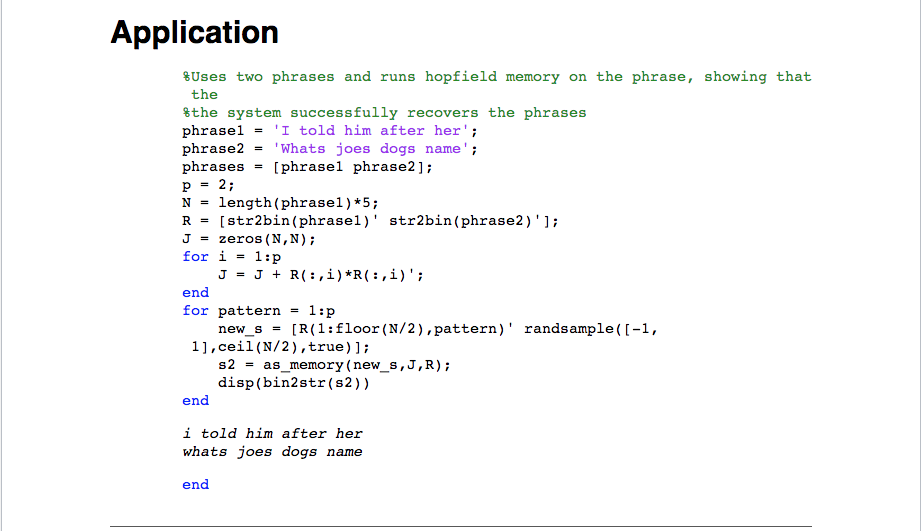 Application
%Uses two phrases and runs hopfield memory on the phrase, showing that
the
%the system successfully recovers the phrases
phrase1 = 'I told him after her';
phrase2 = 'Whats joes dogs name';
phrases = [phrase1 phrase2];
p = 2;
N = length(phrase1)*5;
R = [str2bin(phrase1)' str2bin(phrase2)'];
J = zeros(N,N);
for i = 1:p
    J = J + R(:,i)*R(:,i)';
end
for pattern = 1:p
    new_s = [R(1:floor(N/2),pattern)' randsample([-1,
1],ceil(N/2),true)];
    s2 = as_memory(new_s,J,R);
    disp(bin2str(s2))
end
i told him after her
whats joes dogs name
end